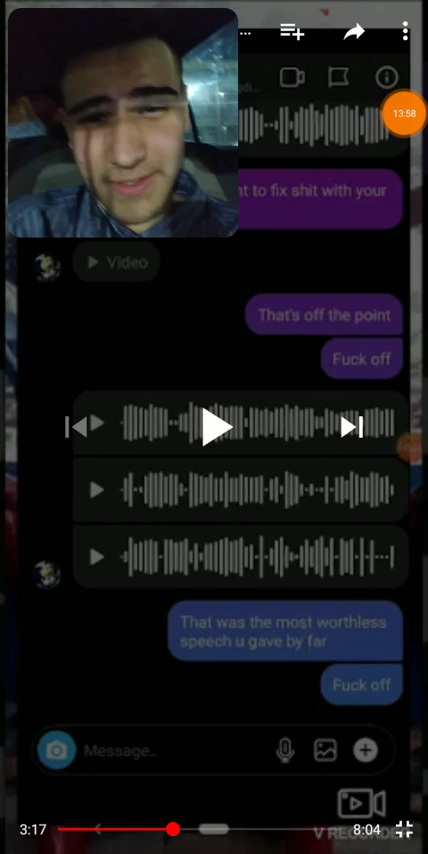 ...
13:58
nt to fix shit with your
Video
That's off the point
Fuck off
That was the most worthless
speech u gave by far
Fuck off
Message...
3:17
8:04
V RECORDER